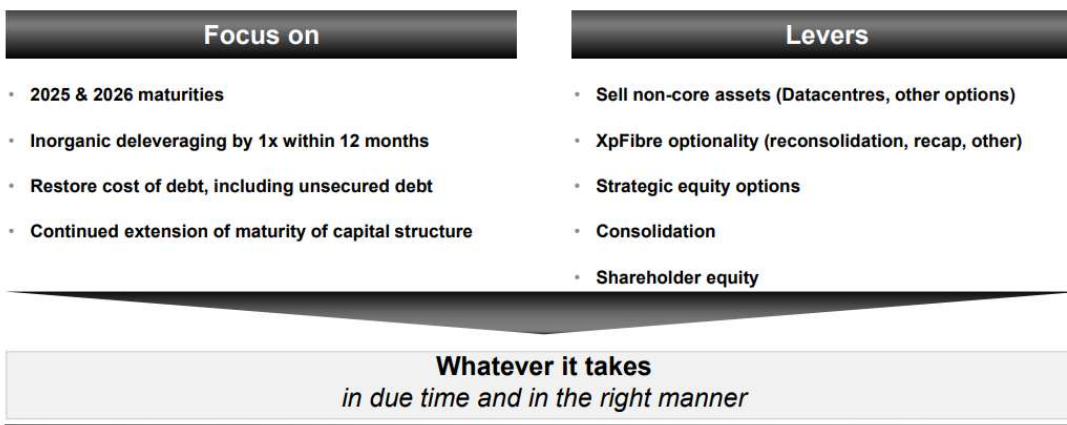 Focus on
2025 & 2026 maturities
Inorganic deleveraging by 1x within 12 months
Restore cost of debt, including unsecured debt
Continued extension of maturity of capital structure
Levers
Sell non-core assets (Datacentres, other options)
XpFibre optionality (reconsolidation, recap, other)
Strategic equity options
Consolidation
Shareholder equity
Whatever it takes
in due time and in the right manner